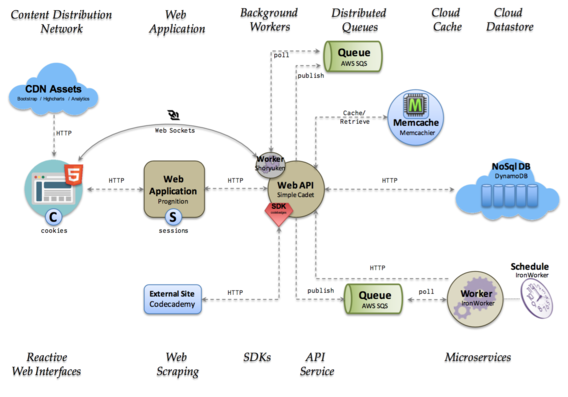 Content Distribution
Network
Web
Application
Background
Workers
Distributed
Queues
Cloud
Cache
Cloud
Datastore
Queue
AWS SQS
poll
publish
CDN Assets
Bootstrap / Highcharts / Analytics
HTTP
Web Sockets
Cache/
Retrieve
M
Memcache
Memcachier
5
C
cookies
HTTP
Web
Application
Prognition
S
sessions
HTTP
Worker
Shoryuken
Web API
Simple Cadet
SDK
HTTP
NoSql DB
DynamoDB
External Site
Codecademy
HTTP
publish
Queue
AWS SQS
poll
HTTP
Worker
IronWorker
Schedule
IronWorker
Reactive
Web Interfaces
Web
Scraping
SDKs
API
Service
Microservices